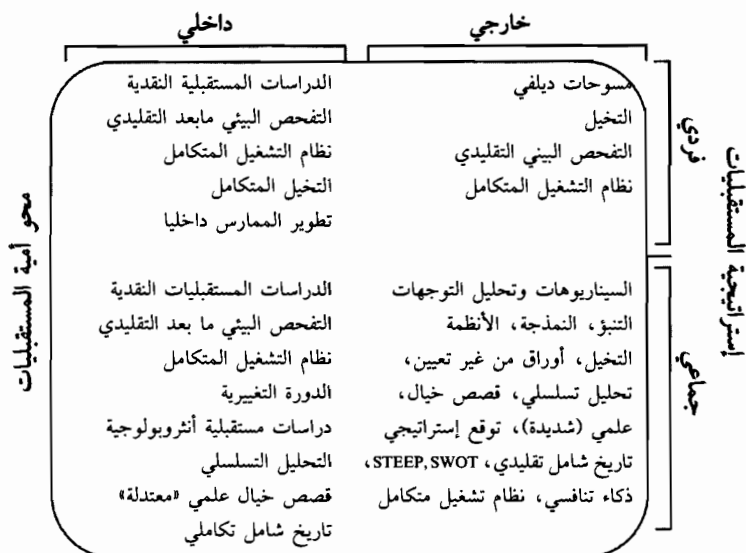 خارجي
داخلي
إستراتيجية المستقبليات
فردي
مسوحات ديلفي
التخيل
التفحص البيني التقليدي
نظام التشغيل المتكامل
الدراسات المستقبلية النقدية
التفحص البيئي مابعد التقليدي
نظام التشغيل المتكامل
التخيل المتكامل
تطوير الممارس داخليا
جماعي
السيناريوهات وتحليل التوجهات
التنبؤ، النمذجة، الأنظمة
التخيل، أوراق من غير تعيين،
تحليل تسلسلي، قصص خيال،
علمي (شديدة)، توقع إستراتيجي
تاريخ شامل تقليدي، STEEP, SWOT،
ذكاء تنافسي، نظام تشغيل متكامل
الدراسات المستقبليات النقدية
التفحص البيئي ما بعد التقليدي
نظام التشغيل المتكامل
الدورة التغييرية
دراسات مستقبلية أنثروبولوجية
التحليل التسلسلي
قصص خيال علمي «معتدلة»
تاريخ شامل تكاملي
محو أمية المستقبليات